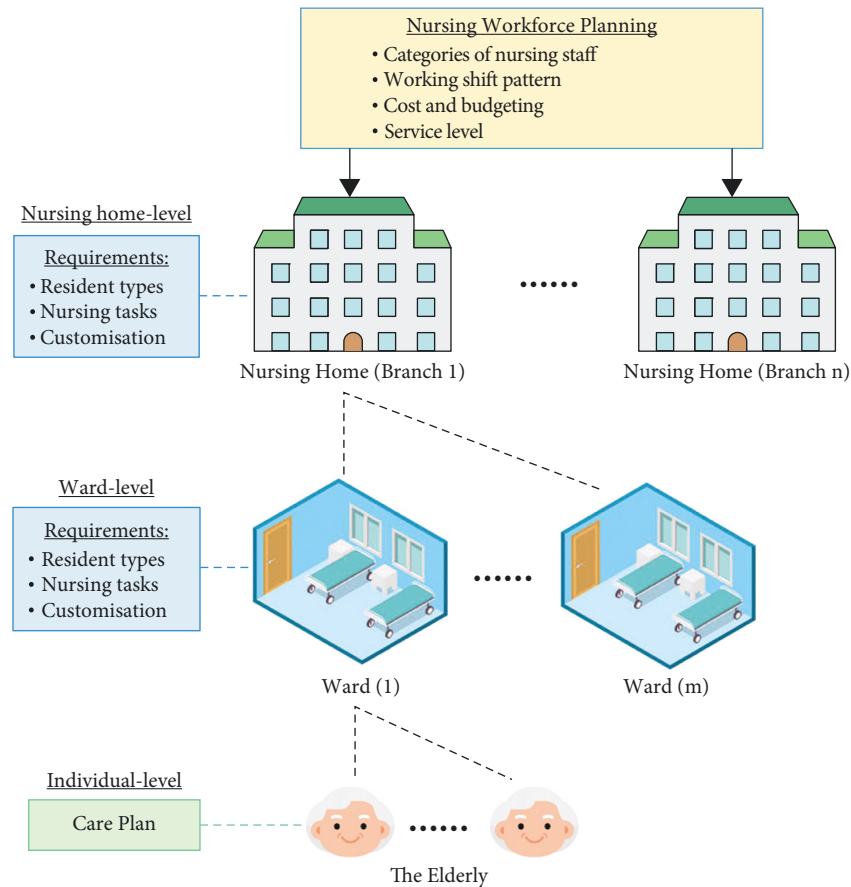 Nursing Workforce Planning
• Categories of nursing staff
• Working shift pattern
• Cost and budgeting
• Service level
Nursing home-level
Requirements:
• Resident types
• Nursing tasks
• Customisation
......
Nursing Home (Branch 1)
Nursing Home (Branch n)
Ward-level
Requirements:
• Resident types
• Nursing tasks
• Customisation
......
Ward (1)
Ward (m)
Individual-level
Care Plan
......
The Elderly